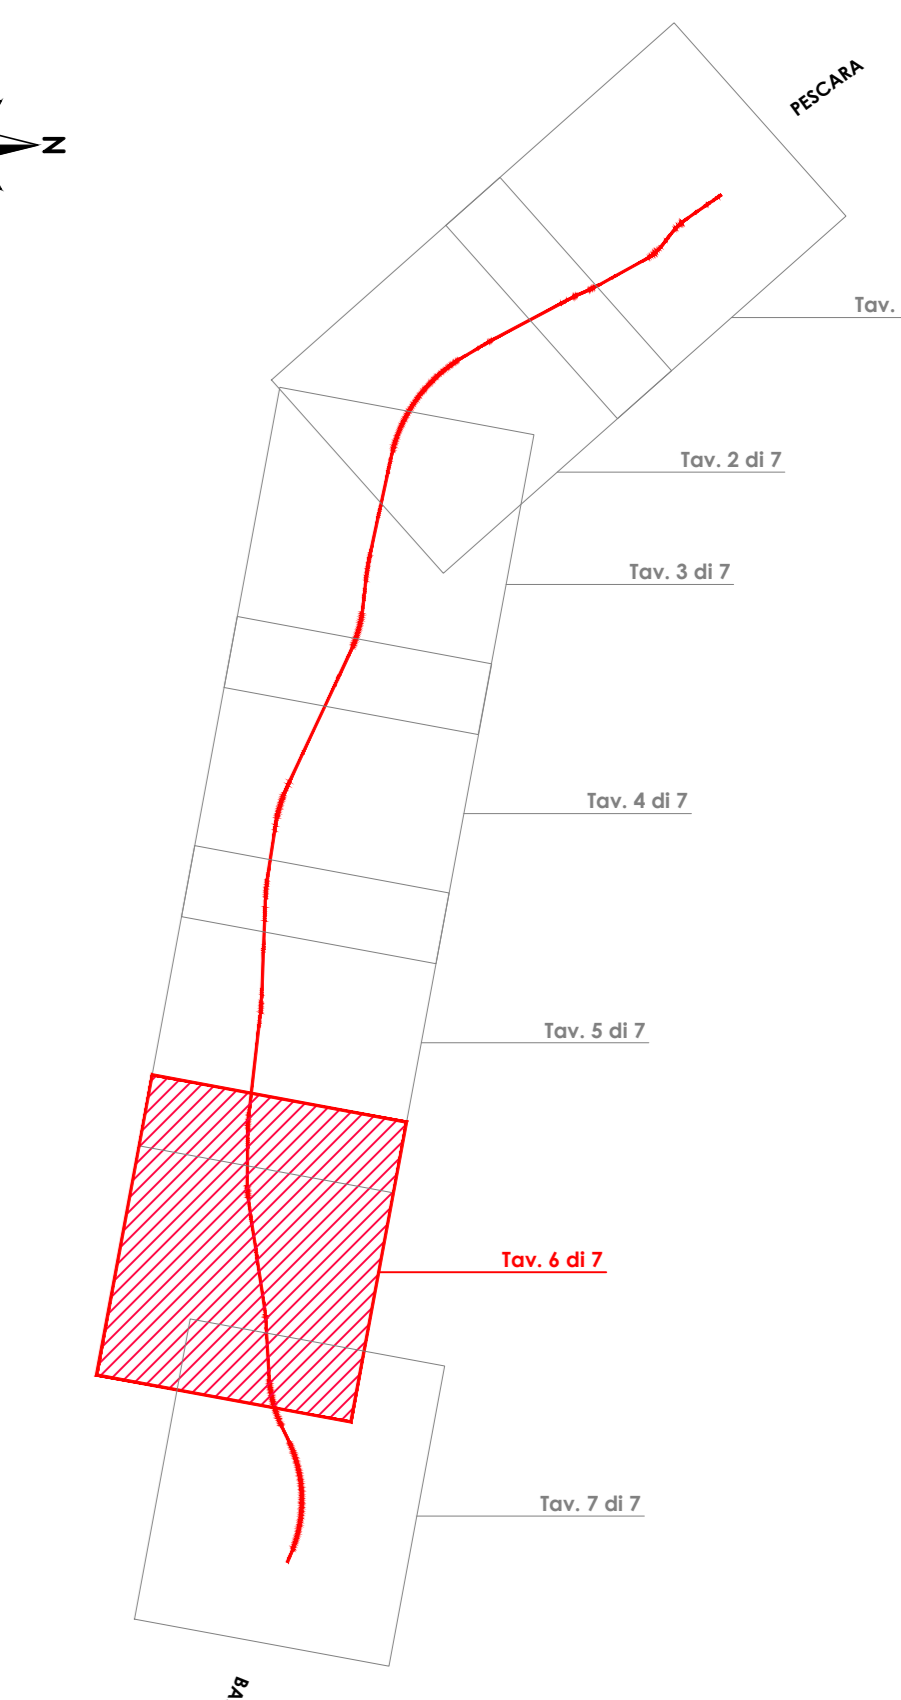 PESCARA
N
Tav.
Tav. 2 di 7
Tav. 3 di 7
Tav. 4 di 7
Tav. 5 di 7
Tav. 6 di 7
Tav. 7 di 7
BA